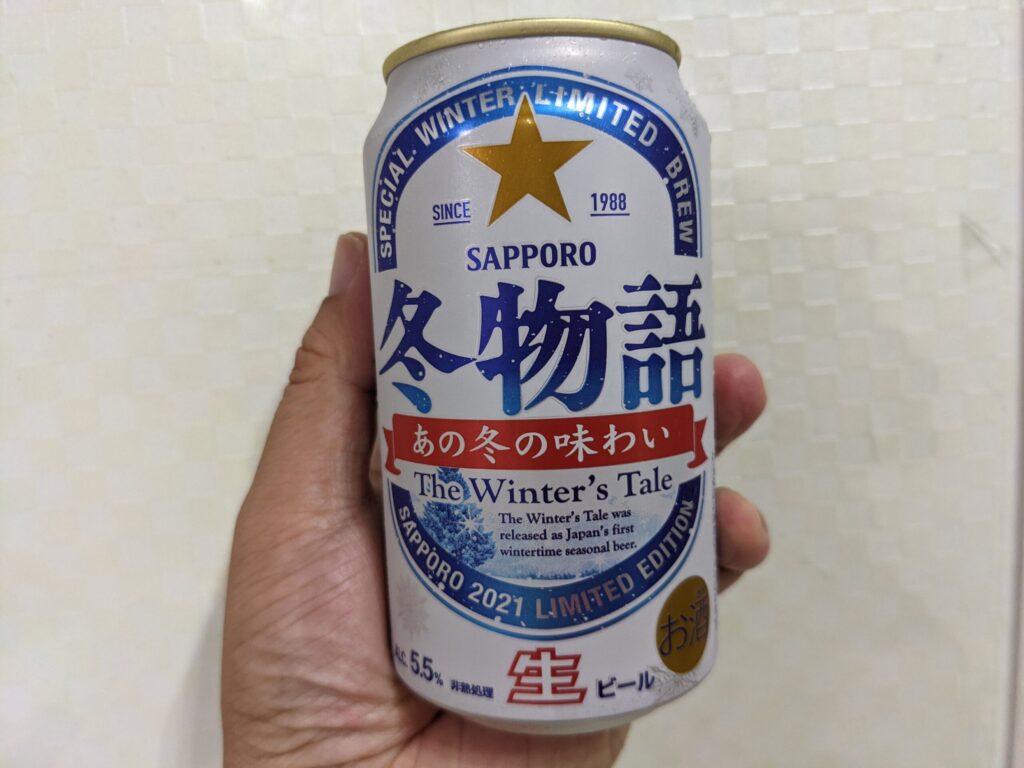 SPECIAL WINTER LIMITED BREW
SINCE 1988
SAPPORO
冬物語
あの冬の味わい
The Winter's Tale
The Winter's Tale was
released as Japan's first
wintertime seasonal beer.
SAPPORO 2021 LIMITED EDITION
お酒
ALC. 5.5% 非熱処理 生 ビール